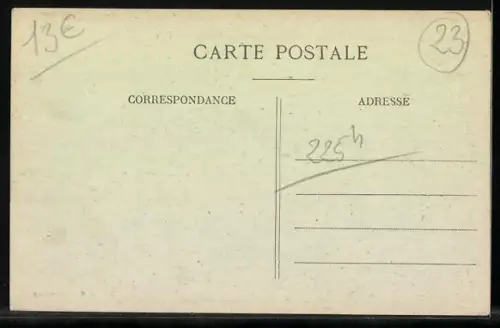 13€
23
CARTE POSTALE
CORRESPONDANCE
ADRESSE
225h